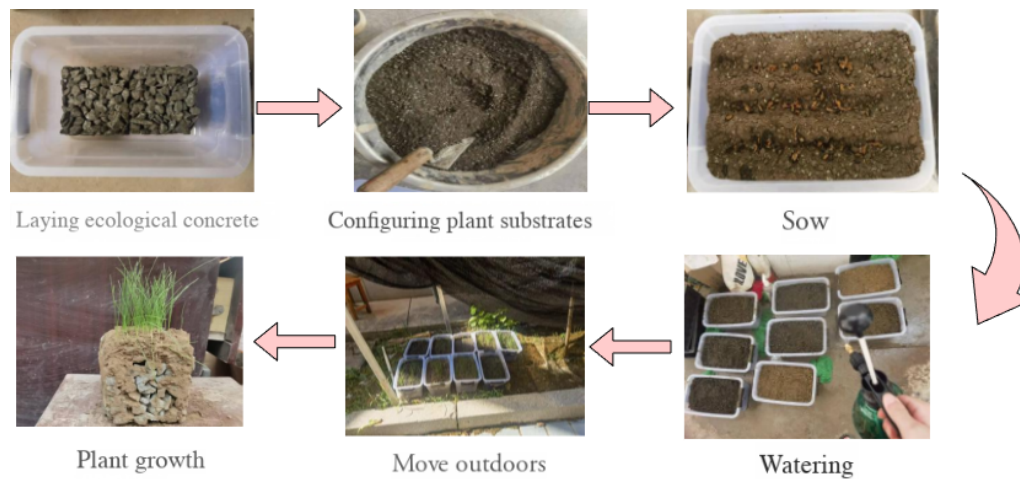 Laying ecological concrete
Configuring plant substrates
Sow
Plant growth
Move outdoors
Watering